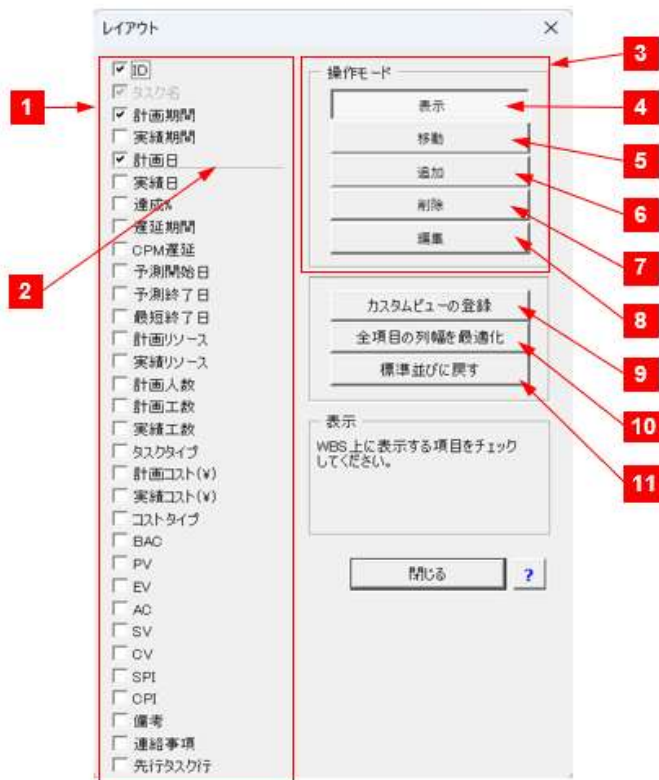 レイアウト
1
2
ID
タスク名
計画期間
実績期間
計画日
実績日
達成%
遅延期間
CPM遅延
予測開始日
予測終了日
最短終了日
計画リソース
実績リソース
計画人数
計画工数
実績工数
タスクタイプ
計画コスト(¥)
実績コスト(¥)
コストタイプ
BAC
PV
EV
AC
SV
CV
SPI
CPI
備考
連絡事項
先行タスク行
操作モード
表示
移動
追加
削除
編集
カスタムビューの登録
全項目の列幅を最適化
標準並びに戻す
表示
WBS上に表示する項目をチェック
してください。
閉じる
?
3
4
5
6
7
8
9
10
11